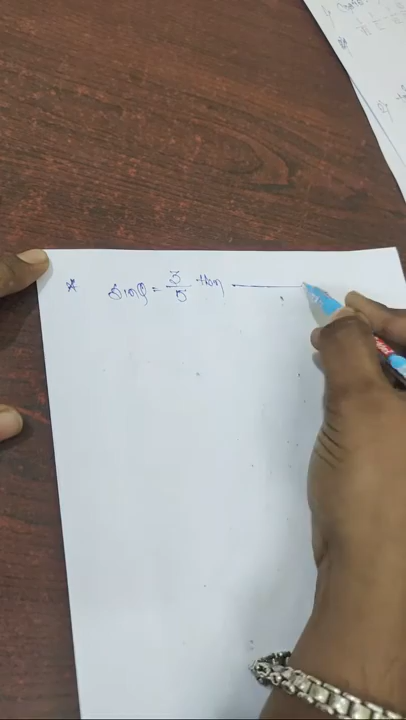 * sinθ = 3/5 then